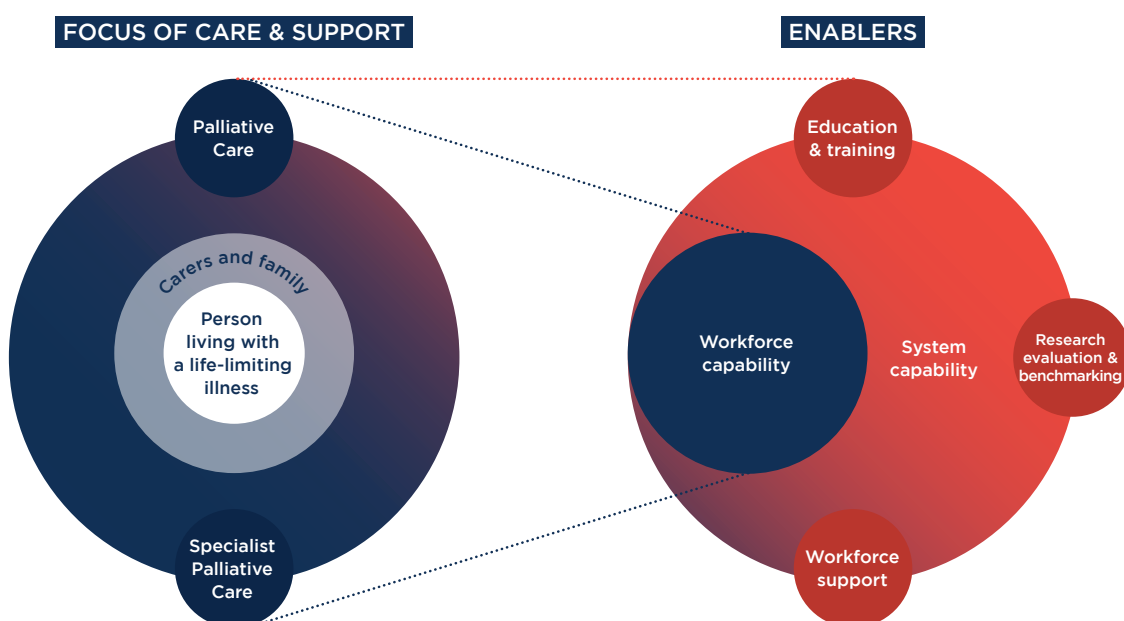 FOCUS OF CARE & SUPPORT
Palliative
Care
Carers and family
Person
living with
a life-limiting
illness
Specialist
Palliative
Care
ENABLERS
Education
& training
Workforce
capability
System
capability
Research
evaluation &
benchmarking
Workforce
support